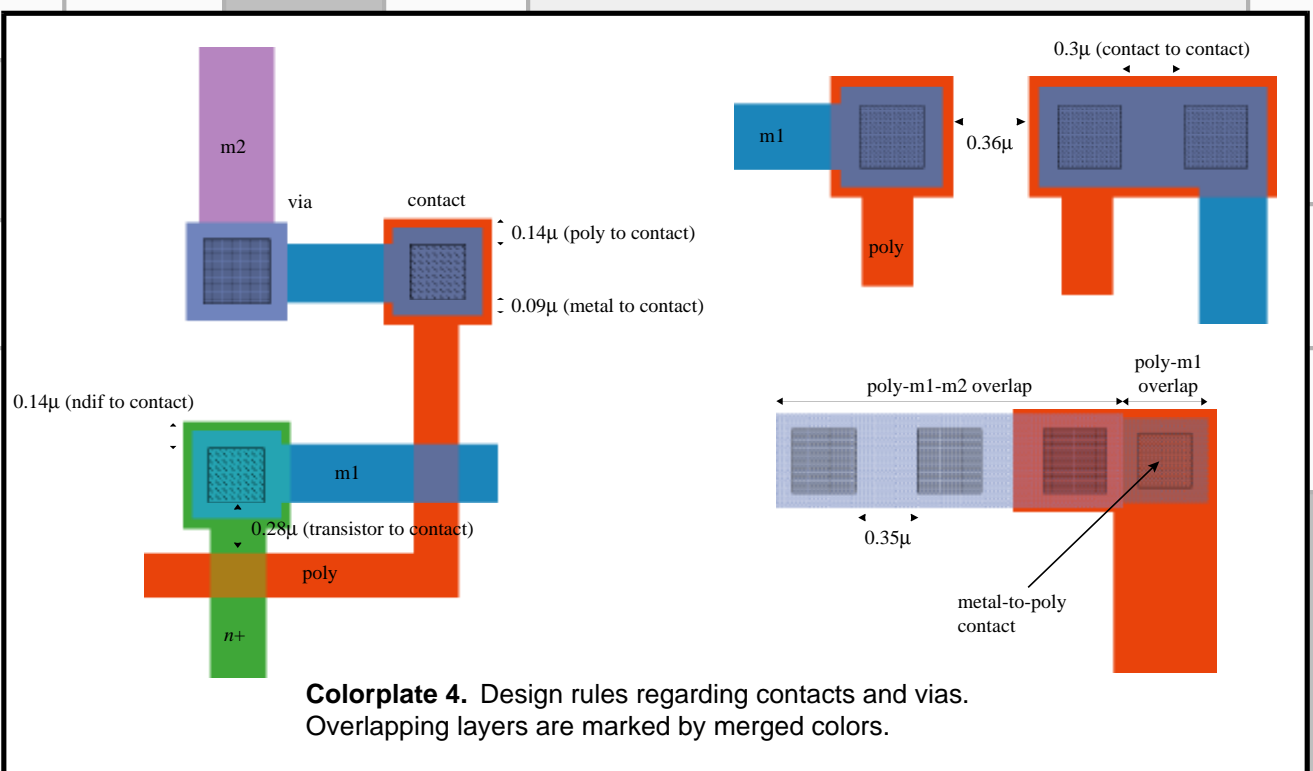 m2
via
contact
0.14μ (poly to contact)
0.09μ (metal to contact)
0.14μ (ndif to contact)
m1
0.28μ (transistor to contact)
poly
n+
0.3μ (contact to contact)
m1
0.36μ
poly
poly-m1-m2 overlap
poly-m1
overlap
0.35μ
metal-to-poly
contact
Colorplate 4. Design rules regarding contacts and vias.
Overlapping layers are marked by merged colors.